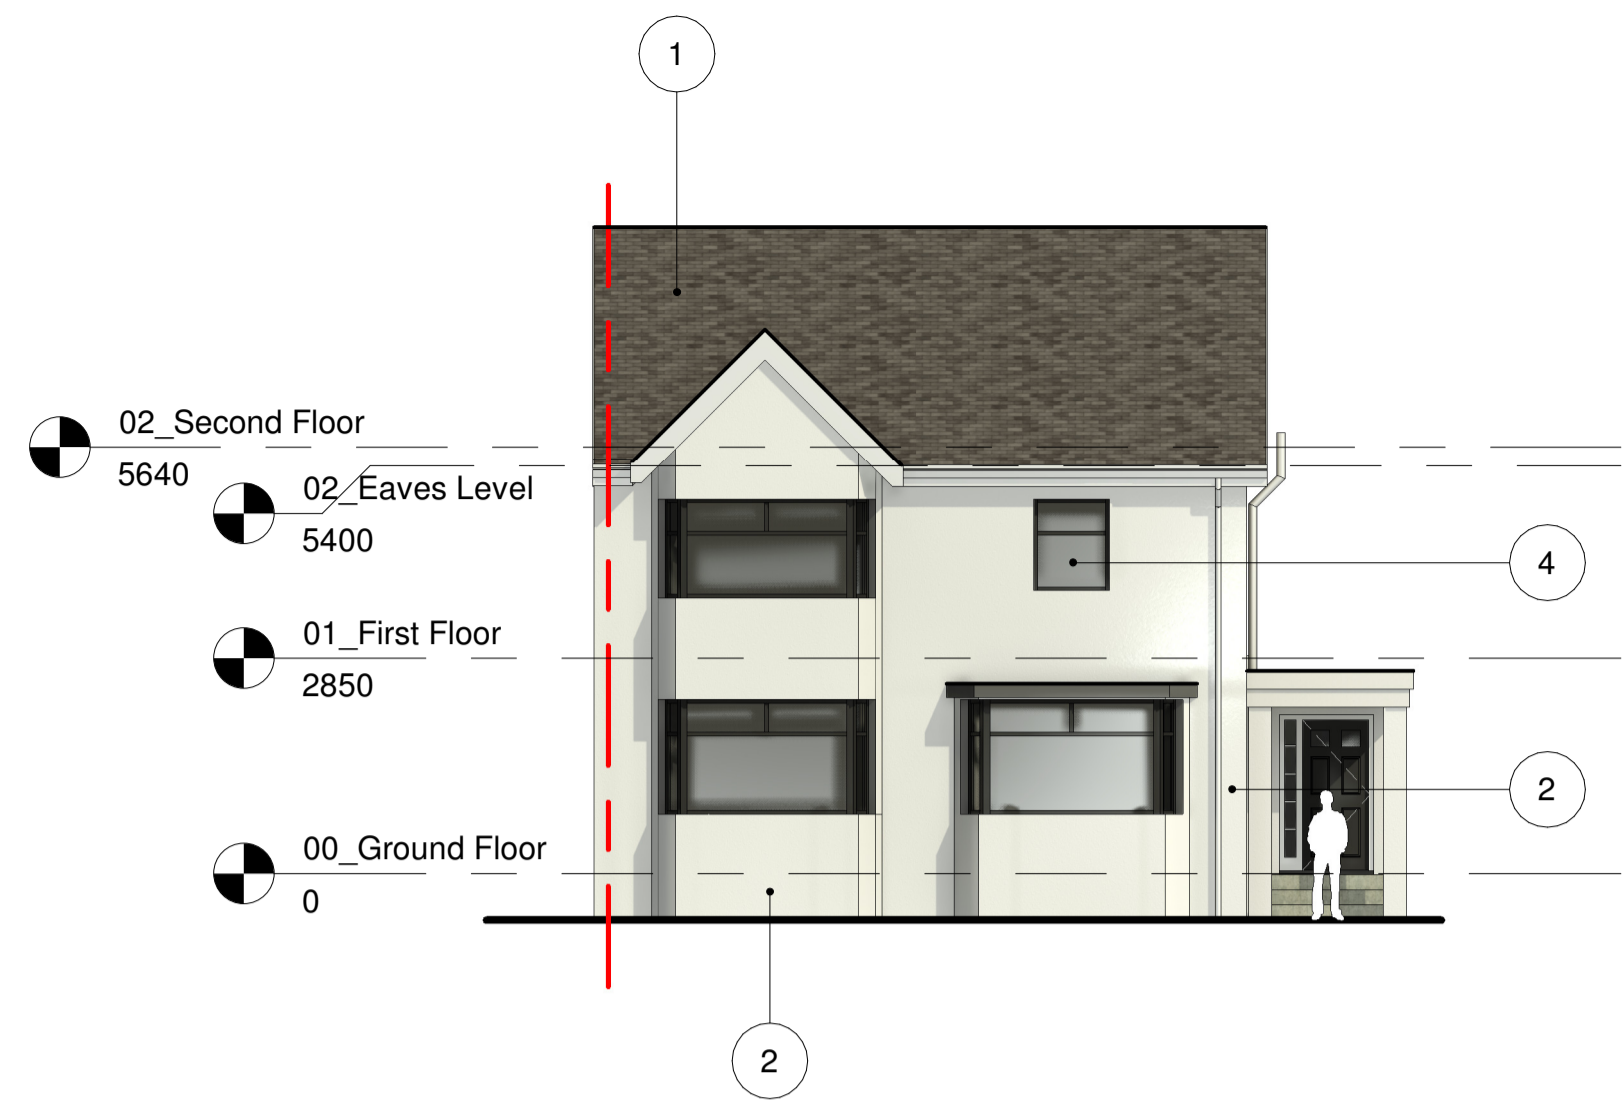 1
02_Second Floor
5640
02_Eaves Level
5400
4
01_First Floor
2850
2
00_Ground Floor
0
2